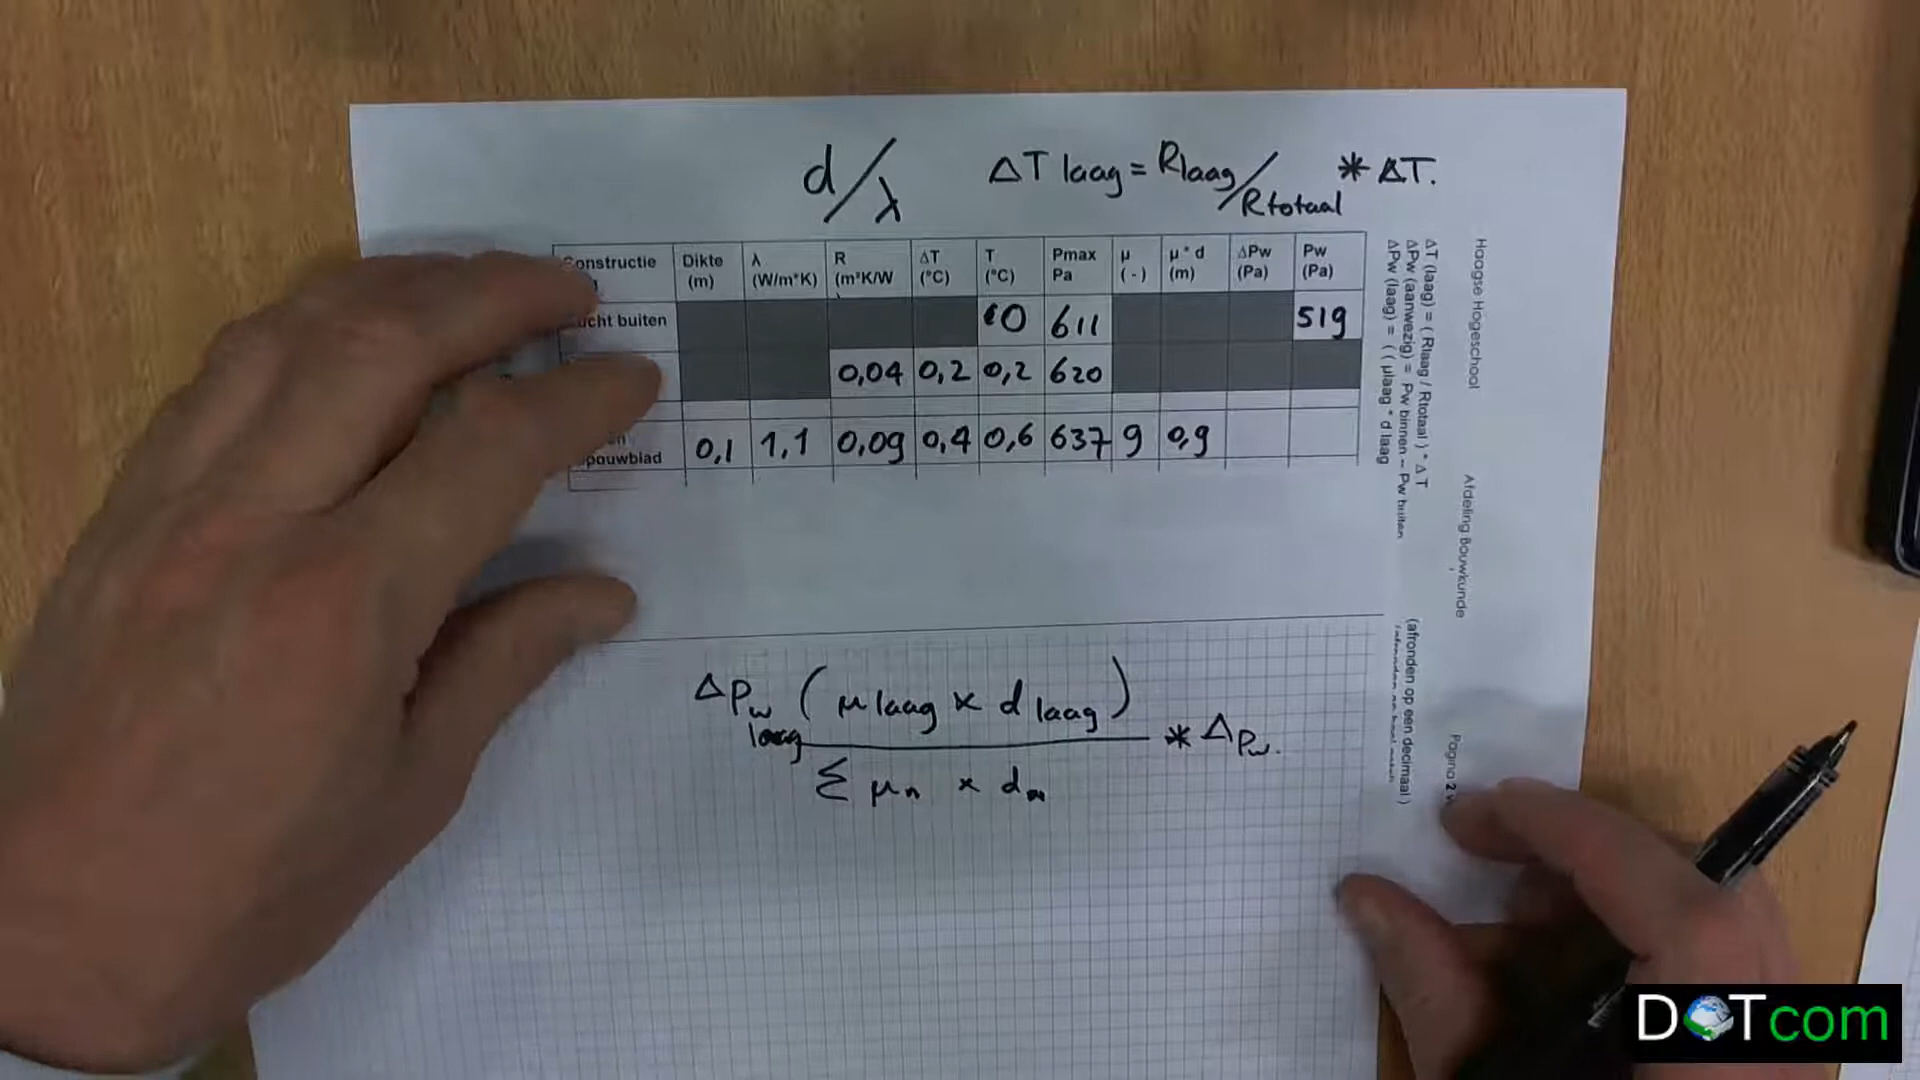 d/λ ΔT laag = Rlaag/Rtotaal * ΔT.
Constructie Dikte (m) λ (W/m*K) R (m²K/W ΔT (°C) T (°C) Pmax Pa μ (-) μ*d (m) ΔPw (Pa) Pw (Pa)
buiten 0 611 519
0,04 0,2 0,2 620
0,1 1,1 0,09 0,4 0,6 637 9 0,9
ΔPw laag (μ laag x d laag) * ΔPw.
Σ μn x dn
Haagse Hogeschool Afdeling Bouwkunde Pagina 2
ΔT (laag) = ( Rlaag / Rtotaal ) * Δ T
ΔPw (aanwezig) = Pw binnen – Pw buiten
ΔPw (laag) = ( ( μlaag * d laag
(afronden op een decimaal )
DOTcom